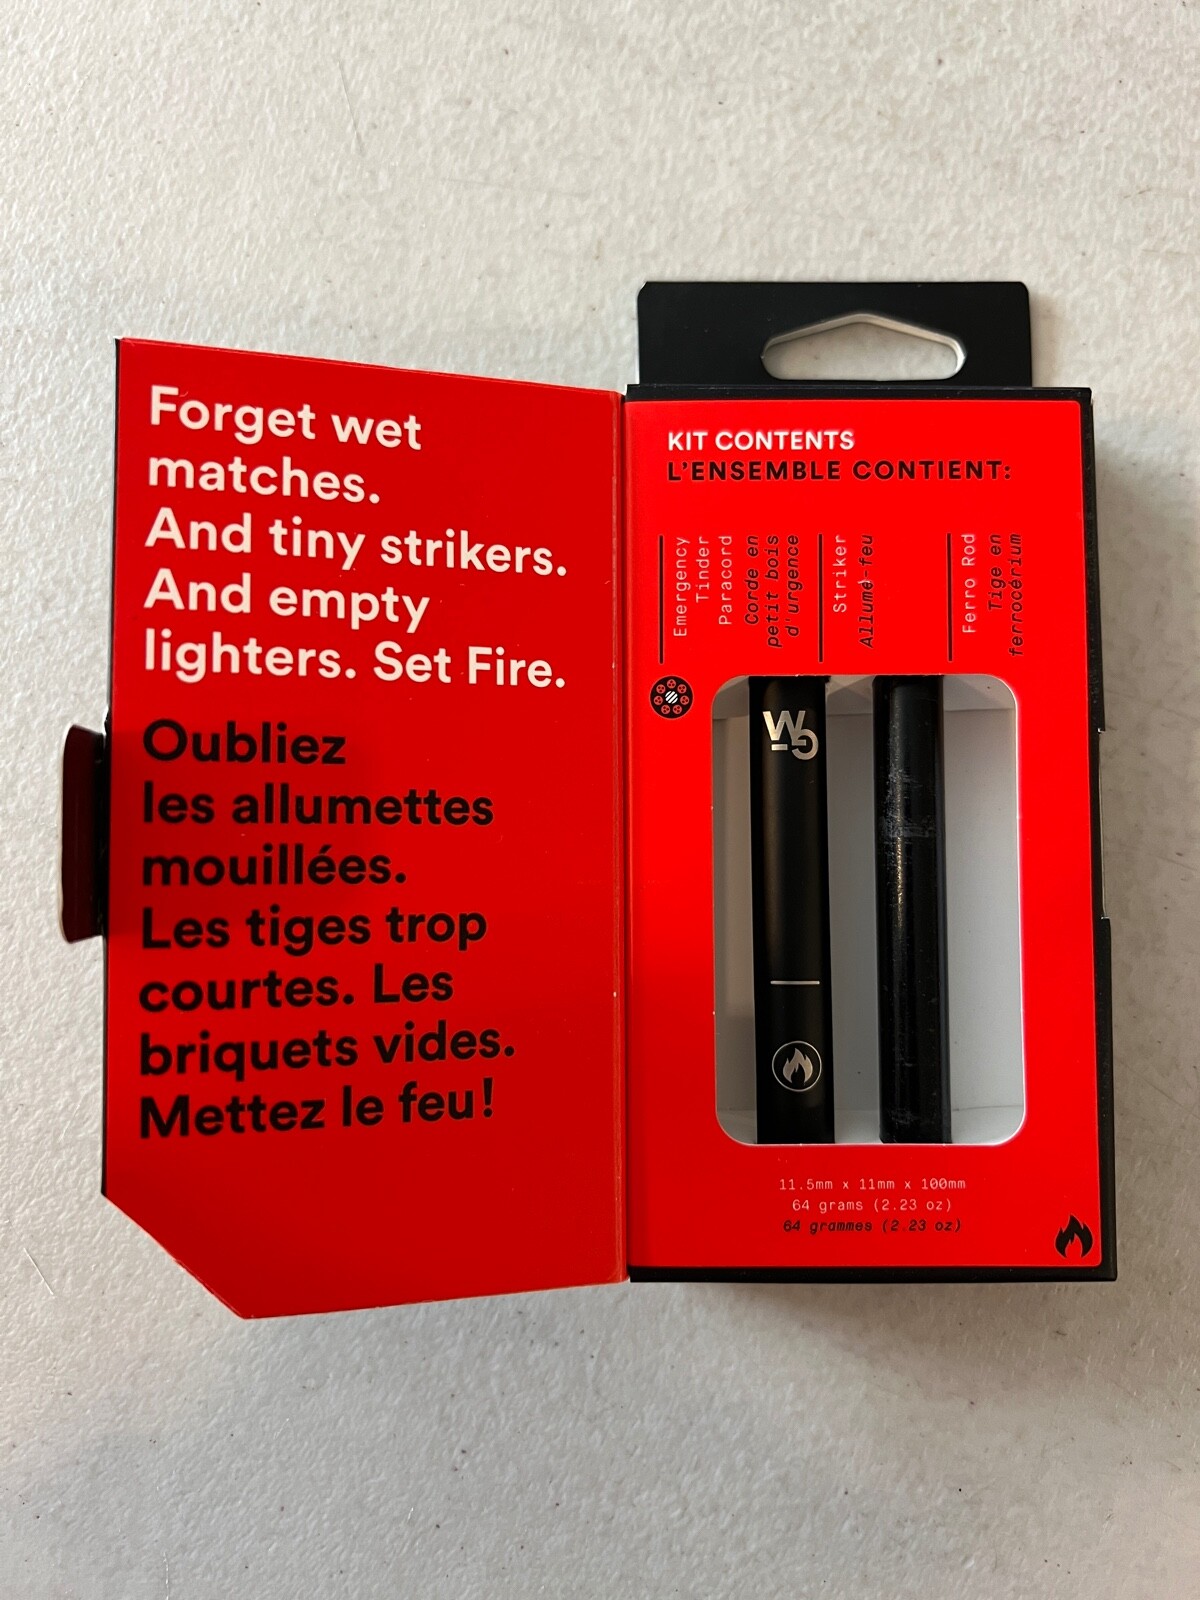 Forget wet
matches.
And tiny strikers.
And empty
lighters. Set Fire.
Oubliez
les allumettes
mouillées.
Les tiges trop
courtes. Les
briquets vides.
Mettez le feu!
KIT CONTENTS
L'ENSEMBLE CONTIENT:
Emergency
Tinder
Paracord
Corde en
petit bois
d'urgence
Striker
Allume-feu
Ferro Rod
Tige en
ferrocérium
WG
11.5mm x 11mm x 100mm
64 grams (2.23 oz)
64 grammes (2.23 oz)